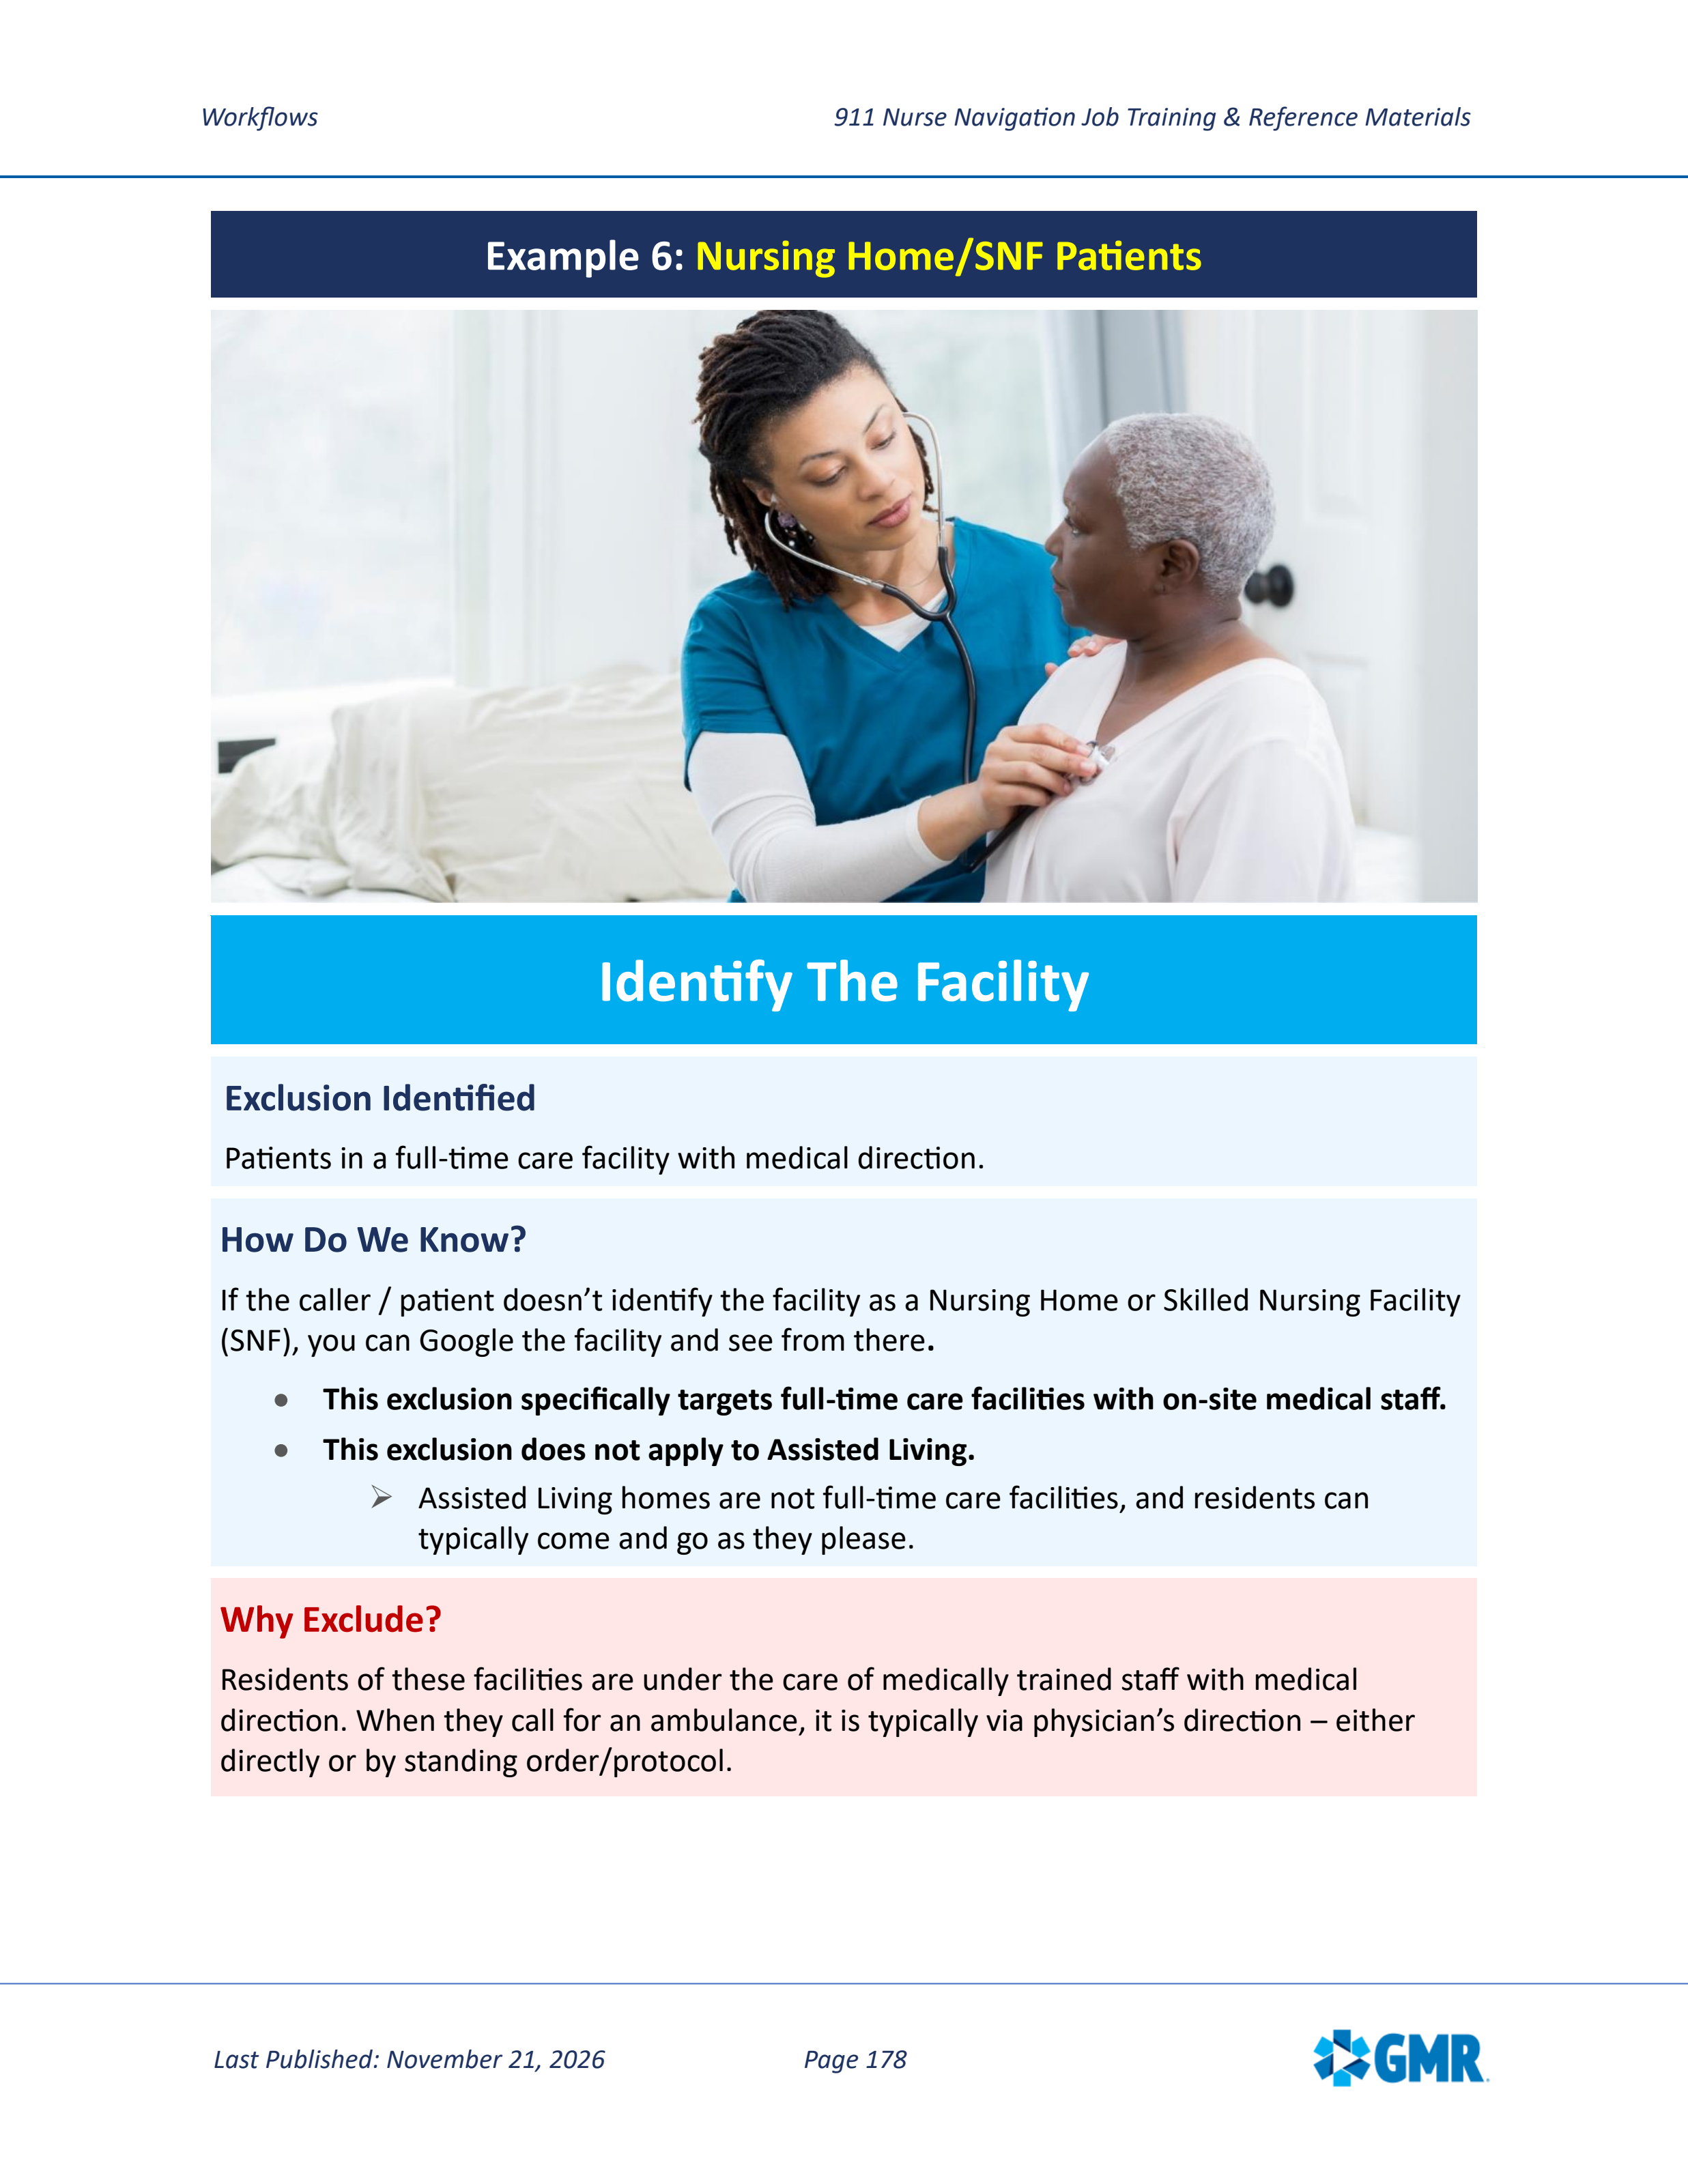 Workflows
911 Nurse Navigation Job Training & Reference Materials
Example 6: Nursing Home/SNF Patients
Identify The Facility
Exclusion Identified
Patients in a full-time care facility with medical direction.
How Do We Know?
If the caller / patient doesn’t identify the facility as a Nursing Home or Skilled Nursing Facility
(SNF), you can Google the facility and see from there.
● This exclusion specifically targets full-time care facilities with on-site medical staff.
● This exclusion does not apply to Assisted Living.
➢ Assisted Living homes are not full-time care facilities, and residents can
typically come and go as they please.
Why Exclude?
Residents of these facilities are under the care of medically trained staff with medical
direction. When they call for an ambulance, it is typically via physician’s direction – either
directly or by standing order/protocol.
Last Published: November 21, 2026
Page 178
GMR